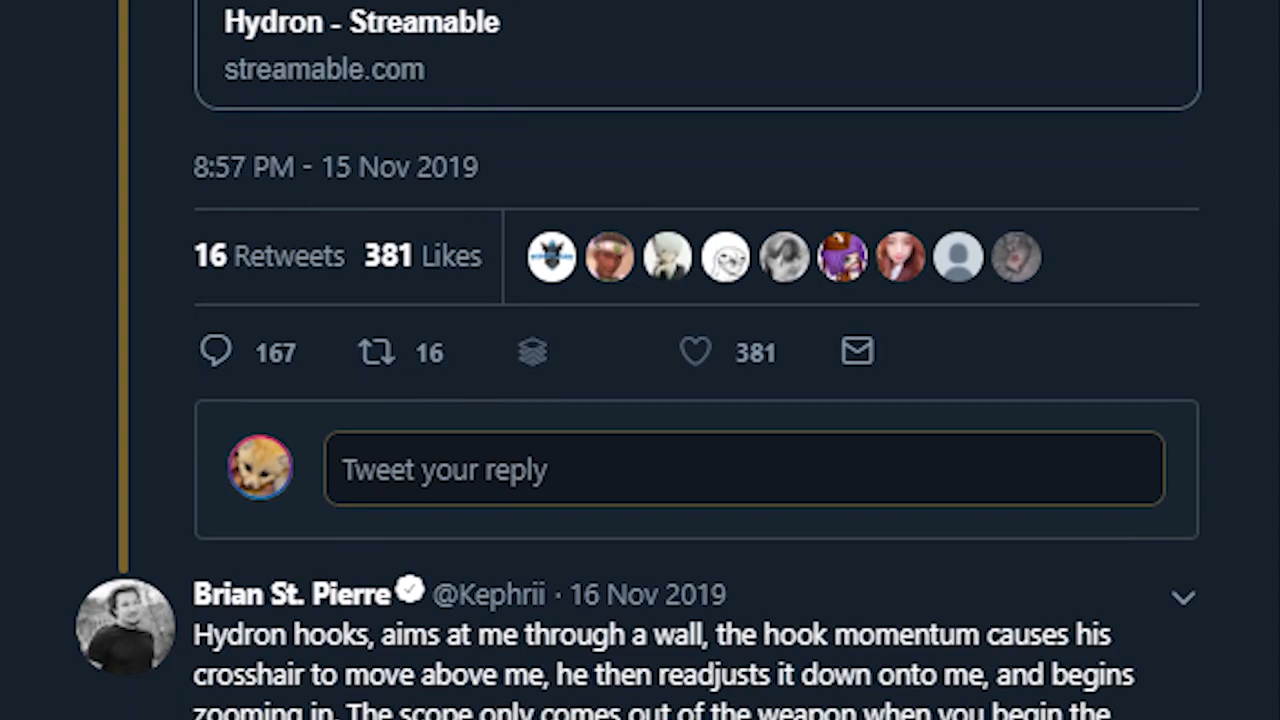 Hydron - Streamable
streamable.com
8:57 PM - 15 Nov 2019
16 Retweets 381 Likes
167 16 381
Tweet your reply
Brian St. Pierre @Kephrii · 16 Nov 2019
Hydron hooks, aims at me through a wall, the hook momentum causes his
crosshair to move above me, he then readjusts it down onto me, and begins
zooming in. The scope only comes out of the weapon when you begin the